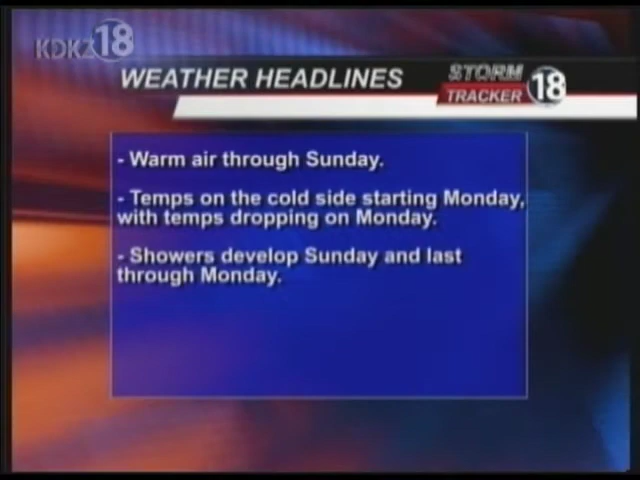 KDKZ 18
WEATHER HEADLINES
STORM
TRACKER 18
- Warm air through Sunday.
- Temps on the cold side starting Monday,
with temps dropping on Monday.
- Showers develop Sunday and last
through Monday.